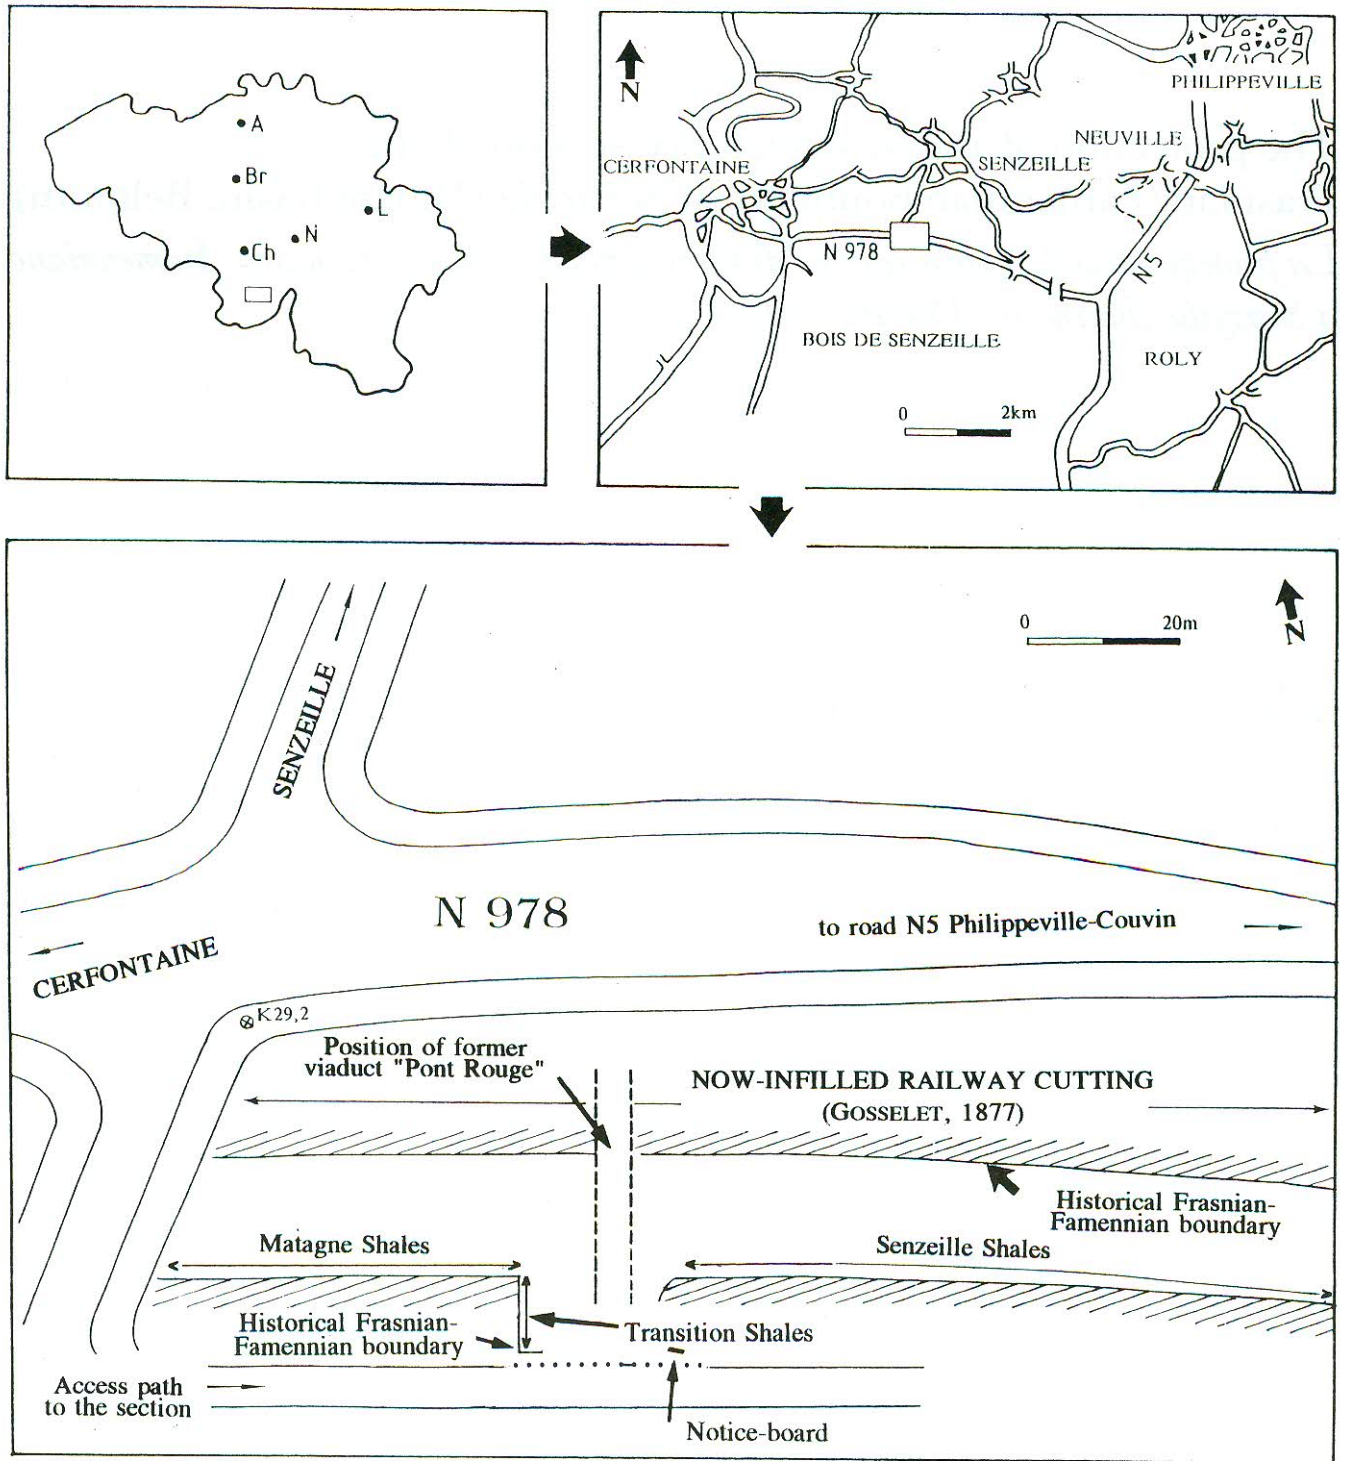 A
Br
L
N
Ch
N
PHILIPPEVILLE
NEUVILLE
CERFONTAINE
SENZEILLE
N 978
N 5
BOIS DE SENZEILLE
ROLY
0 2km
0 20m
N
SENZEILLE
N 978
to road N5 Philippeville-Couvin
CERFONTAINE
K29,2
Position of former
viaduct "Pont Rouge"
NOW-INFILLED RAILWAY CUTTING
(GOSSELET, 1877)
Historical Frasnian-
Famennian boundary
Matagne Shales
Senzeille Shales
Historical Frasnian-
Famennian boundary
Transition Shales
Access path
to the section
Notice-board